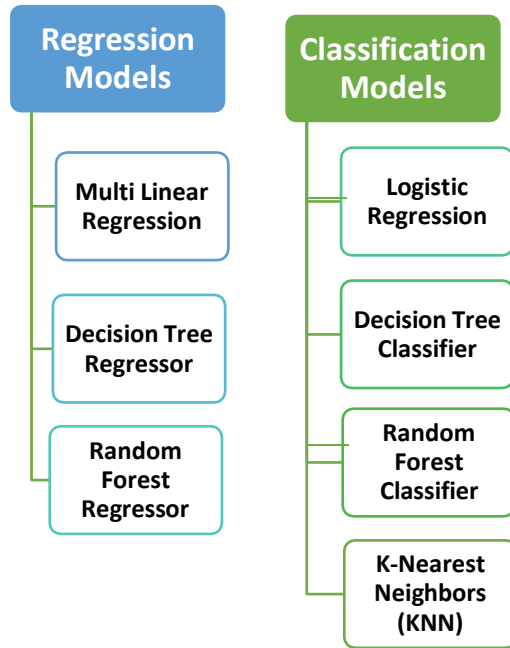 Regression
Models
Multi Linear
Regression
Decision Tree
Regressor
Random
Forest
Regressor
Classification
Models
Logistic
Regression
Decision Tree
Classifier
Random
Forest
Classifier
K-Nearest
Neighbors
(KNN)